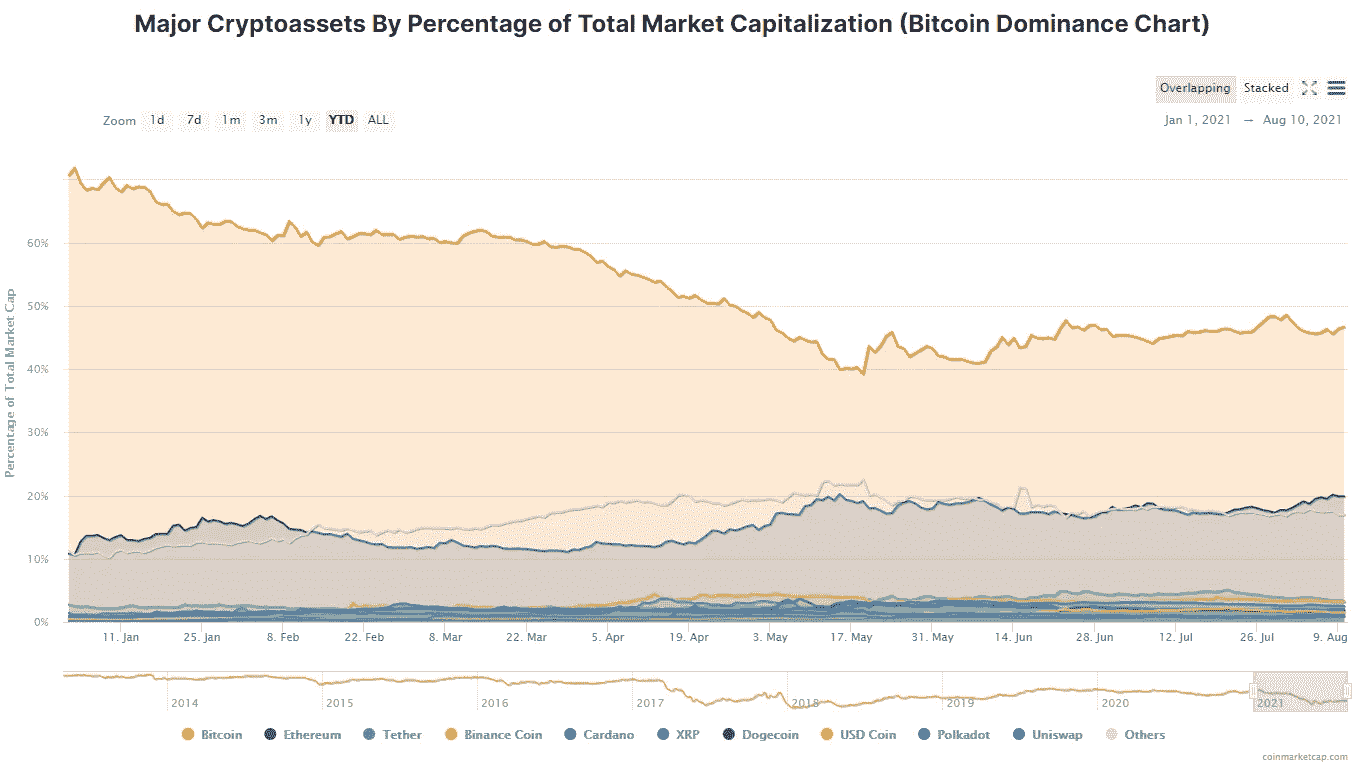 Major Cryptoassets By Percentage of Total Market Capitalization (Bitcoin Dominance Chart)
Overlapping Stacked
Zoom 1d 7d 1m 3m 1y YTD ALL
Jan 1, 2021 → Aug 10, 2021
Percentage of Total Market Cap
60%
50%
40%
30%
20%
10%
0%
11. Jan 25. Jan 8. Feb 22. Feb 8. Mar 22. Mar 5. Apr 19. Apr 3. May 17. May 31. May 14. Jun 28. Jun 12. Jul 26. Jul 9. Aug
2014 2015 2016 2017 2018 2019 2020 2021
Bitcoin Ethereum Tether Binance Coin Cardano XRP Dogecoin USD Coin Polkadot Uniswap Others
coinmarketcap.com